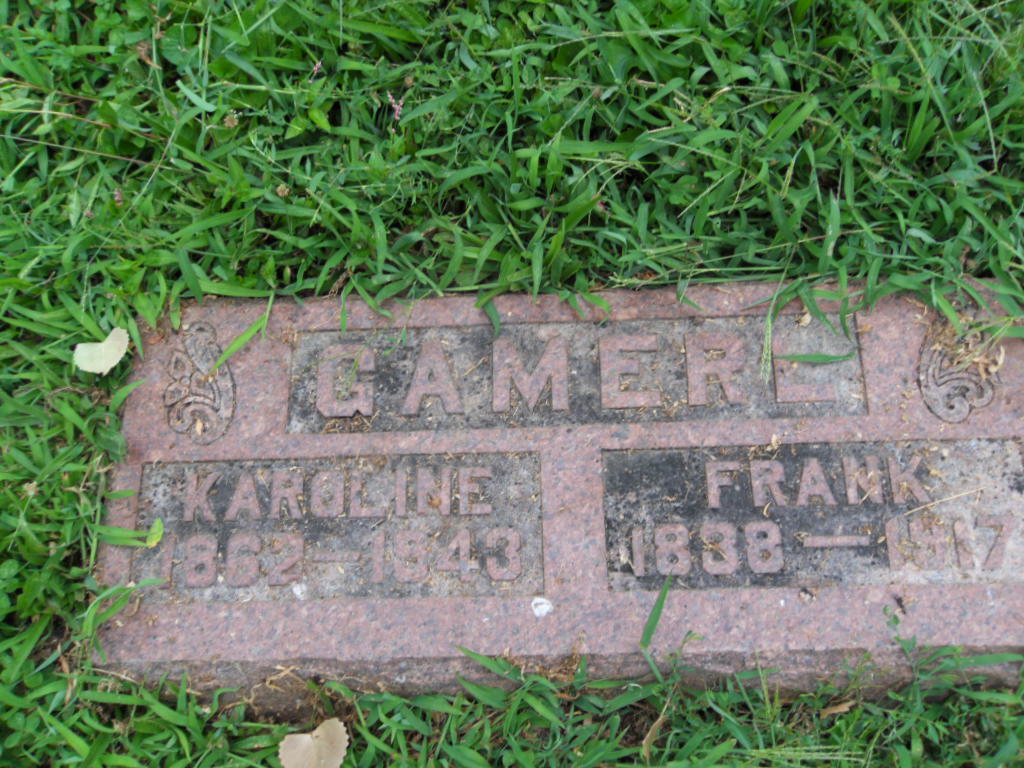 GAMERL
KAROLINE
1862-1943
FRANK
1838-1917